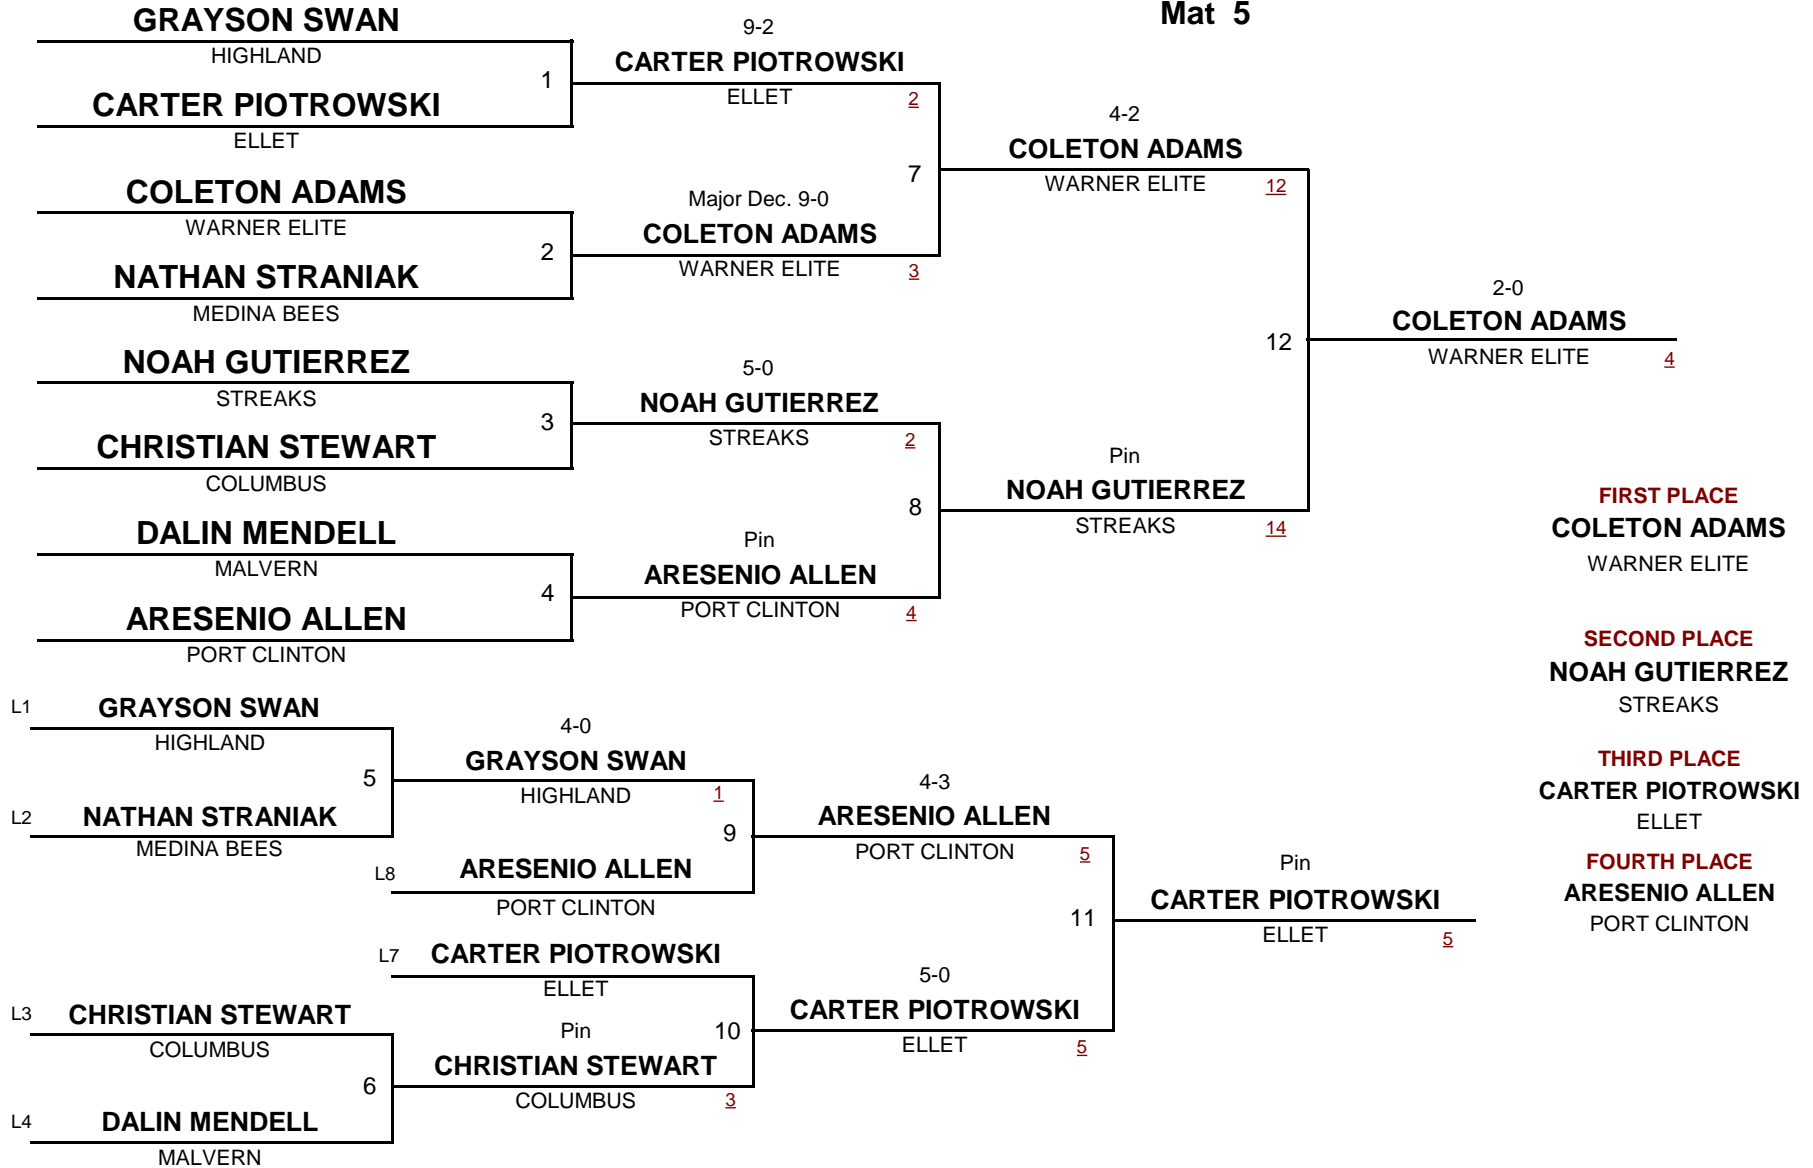 Mat 5
GRAYSON SWAN
HIGHLAND
1
CARTER PIOTROWSKI
ELLET
COLETON ADAMS
WARNER ELITE
2
NATHAN STRANIAK
MEDINA BEES
NOAH GUTIERREZ
STREAKS
3
CHRISTIAN STEWART
COLUMBUS
DALIN MENDELL
MALVERN
4
ARESENIO ALLEN
PORT CLINTON
9-2
CARTER PIOTROWSKI
ELLET
2
7
Major Dec. 9-0
COLETON ADAMS
WARNER ELITE
3
5-0
NOAH GUTIERREZ
STREAKS
2
8
Pin
ARESENIO ALLEN
PORT CLINTON
4
4-2
COLETON ADAMS
WARNER ELITE
12
12
Pin
NOAH GUTIERREZ
STREAKS
14
2-0
COLETON ADAMS
WARNER ELITE
4
FIRST PLACE
COLETON ADAMS
WARNER ELITE
SECOND PLACE
NOAH GUTIERREZ
STREAKS
THIRD PLACE
CARTER PIOTROWSKI
ELLET
FOURTH PLACE
ARESENIO ALLEN
PORT CLINTON
L1
GRAYSON SWAN
HIGHLAND
5
L2
NATHAN STRANIAK
MEDINA BEES
L3
CHRISTIAN STEWART
COLUMBUS
6
L4
DALIN MENDELL
MALVERN
4-0
GRAYSON SWAN
HIGHLAND
1
9
L8
ARESENIO ALLEN
PORT CLINTON
L7
CARTER PIOTROWSKI
ELLET
10
Pin
CHRISTIAN STEWART
COLUMBUS
3
4-3
ARESENIO ALLEN
PORT CLINTON
5
11
5-0
CARTER PIOTROWSKI
ELLET
5
Pin
CARTER PIOTROWSKI
ELLET
5